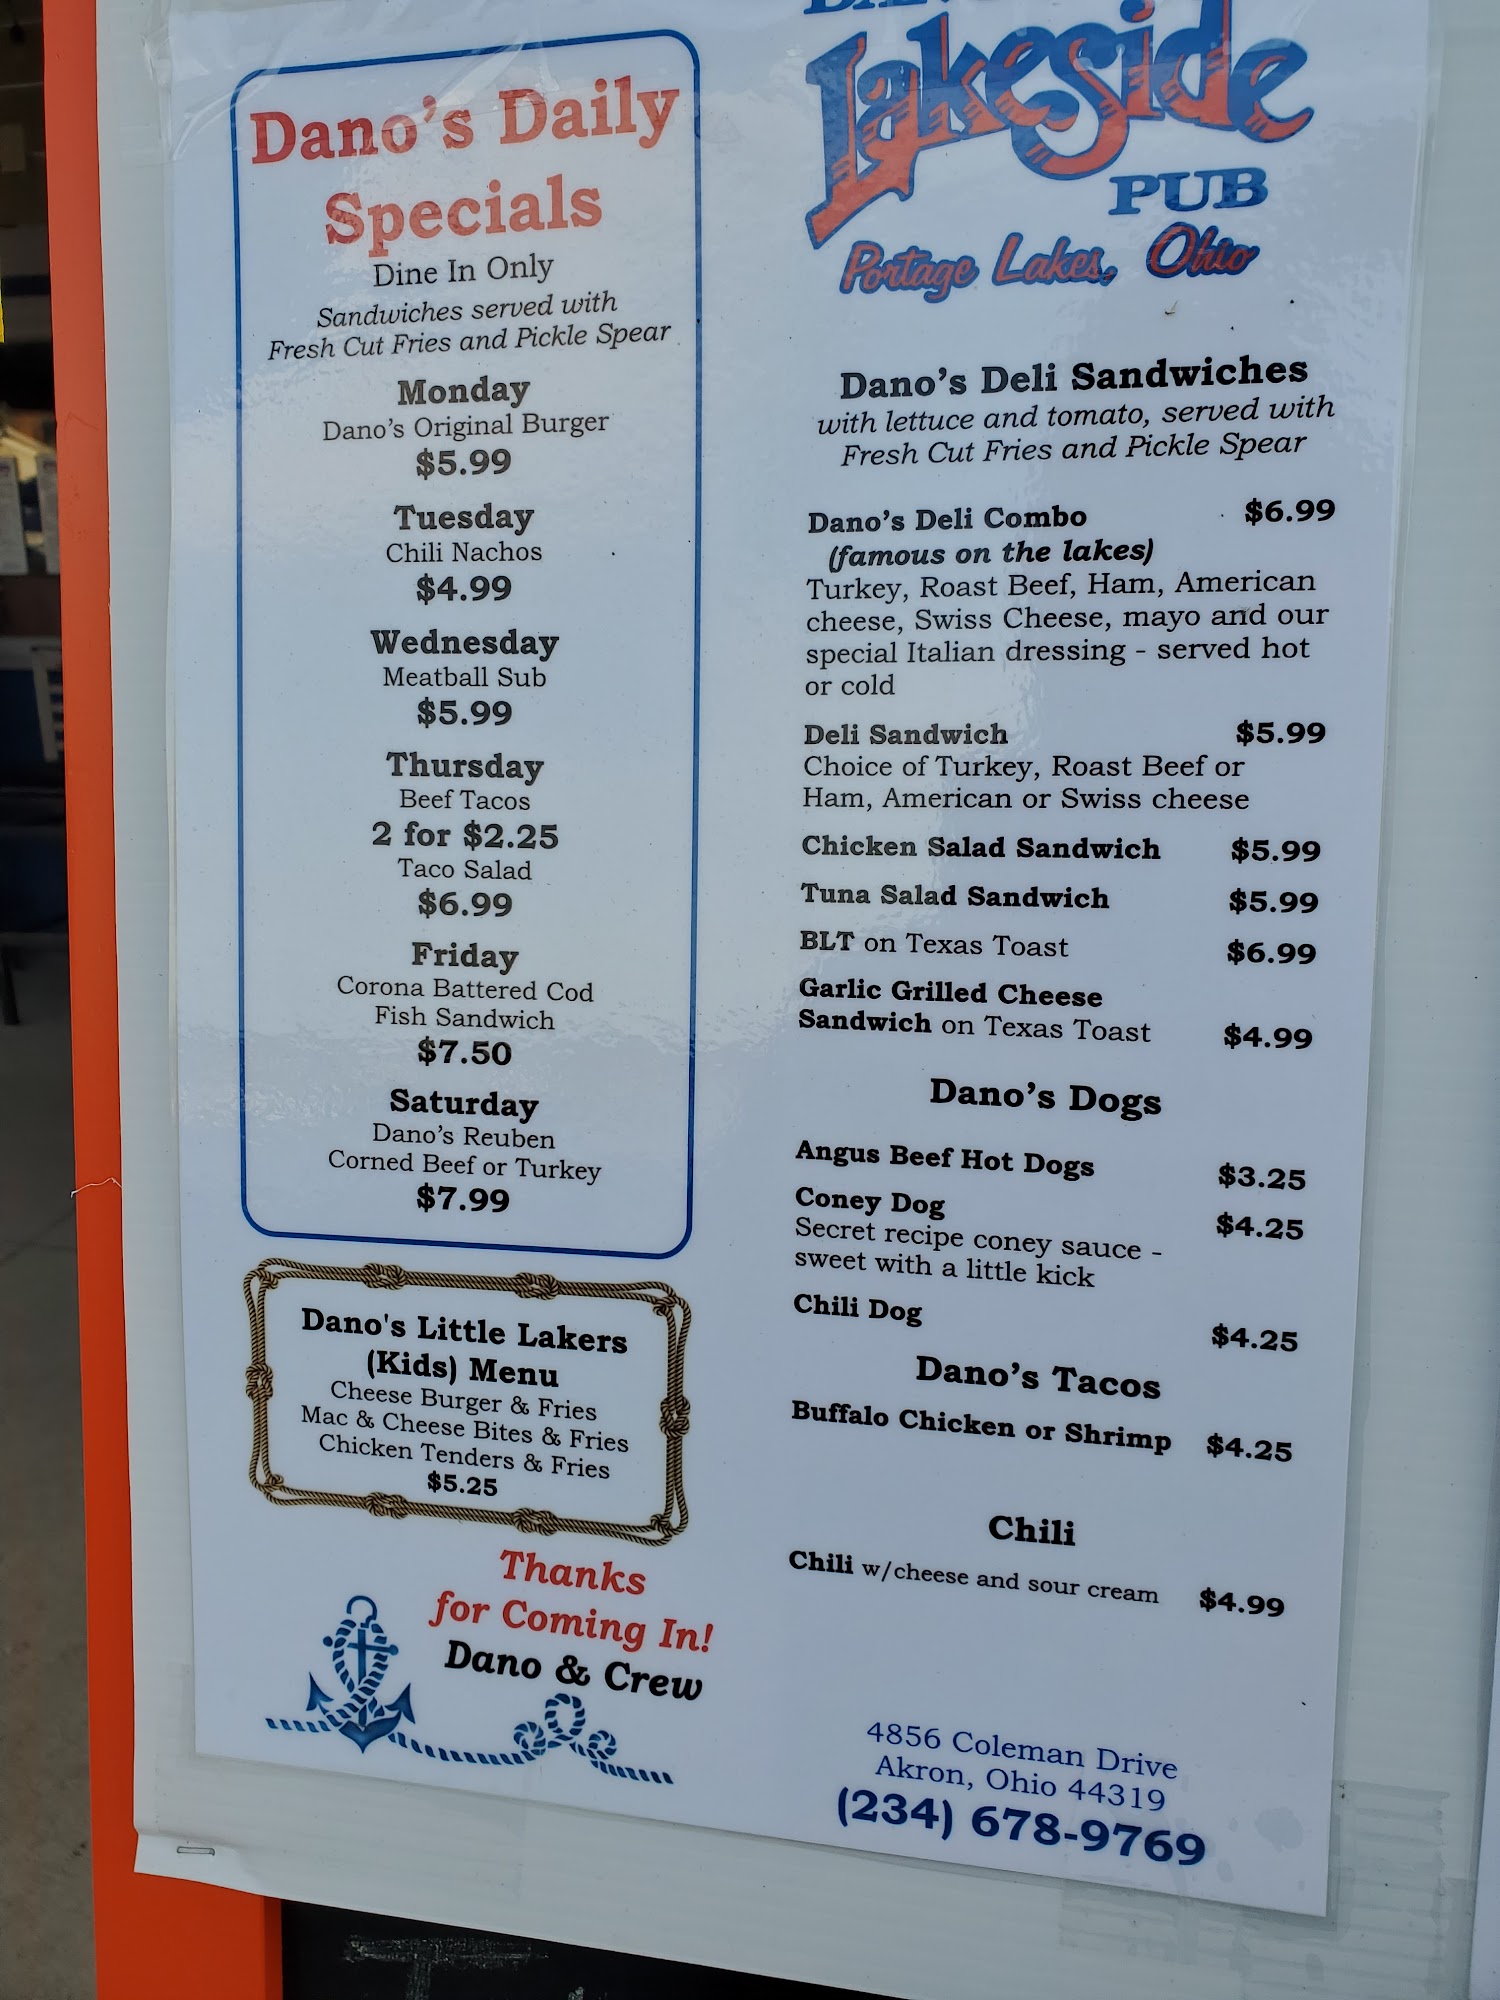 Dano's Daily
Specials
Dine In Only
Sandwiches served with
Fresh Cut Fries and Pickle Spear
Monday
Dano's Original Burger
$5.99
Tuesday
Chili Nachos
$4.99
Wednesday
Meatball Sub
$5.99
Thursday
Beef Tacos
2 for $2.25
Taco Salad
$6.99
Friday
Corona Battered Cod
Fish Sandwich
$7.50
Saturday
Dano's Reuben
Corned Beef or Turkey
$7.99
Dano's Little Lakers
(Kids) Menu
Cheese Burger & Fries
Mac & Cheese Bites & Fries
Chicken Tenders & Fries
$5.25
Thanks
for Coming In!
Dano & Crew
Lakeside
PUB
Portage Lakes, Ohio
Dano's Deli Sandwiches
with lettuce and tomato, served with
Fresh Cut Fries and Pickle Spear
Dano's Deli Combo $6.99
(famous on the lakes)
Turkey, Roast Beef, Ham, American
cheese, Swiss Cheese, mayo and our
special Italian dressing - served hot
or cold
Deli Sandwich $5.99
Choice of Turkey, Roast Beef or
Ham, American or Swiss cheese
Chicken Salad Sandwich $5.99
Tuna Salad Sandwich $5.99
BLT on Texas Toast $6.99
Garlic Grilled Cheese
Sandwich on Texas Toast $4.99
Dano's Dogs
Angus Beef Hot Dogs $3.25
Coney Dog $4.25
Secret recipe coney sauce -
sweet with a little kick
Chili Dog $4.25
Dano's Tacos
Buffalo Chicken or Shrimp $4.25
Chili
Chili w/cheese and sour cream $4.99
4856 Coleman Drive
Akron, Ohio 44319
(234) 678-9769